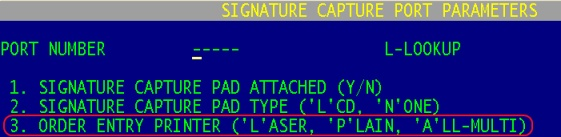 SIGNATURE CAPTURE PORT PARAMETERS
PORT NUMBER -----  L-LOOKUP
1. SIGNATURE CAPTURE PAD ATTACHED (Y/N)
2. SIGNATURE CAPTURE PAD TYPE ('L'CD, 'N'ONE)
3. ORDER ENTRY PRINTER ('L'ASER, 'P'LAIN, 'A'LL-MULTI)